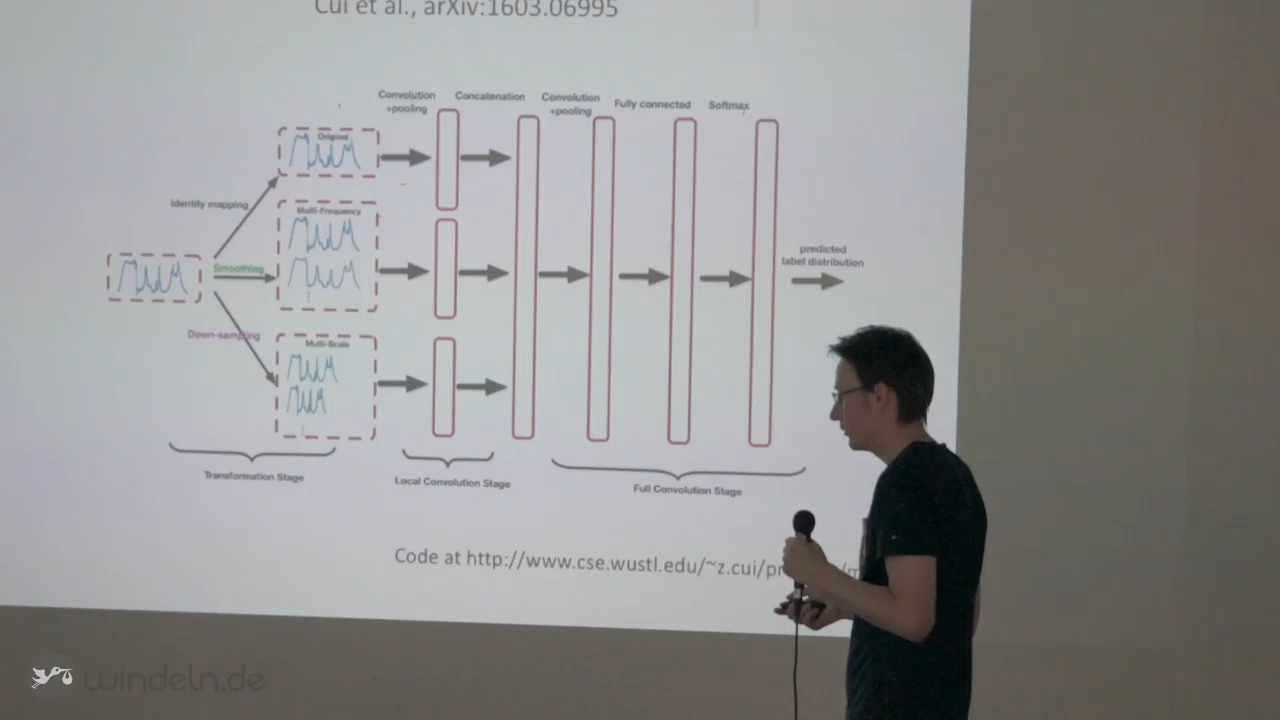 Cui et al., arXiv:1603.06995
Convolution
+pooling
Concatenation
Convolution
+pooling
Fully connected
Softmax
Original
Identity mapping
Multi-Frequency
Smoothing
predicted
label distribution
Down-sampling
Multi-Scale
Transformation Stage
Local Convolution Stage
Full Convolution Stage
Code at http://www.cse.wustl.edu/~z.cui/pr
windeln.de